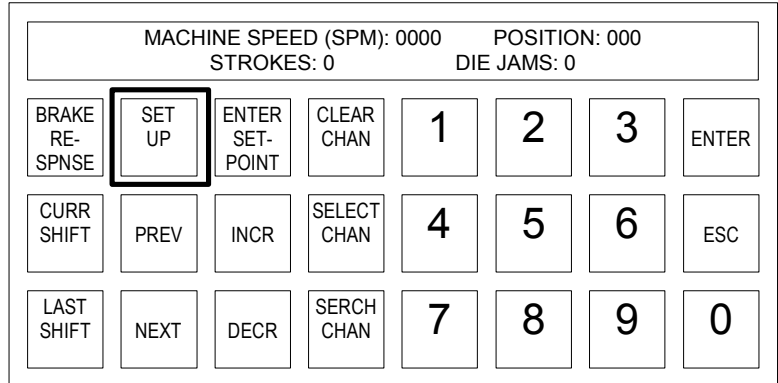 MACHINE SPEED (SPM): 0000 POSITION: 000
STROKES: 0 DIE JAMS: 0
BRAKE
RE-
SPNSE
SET
UP
ENTER
SET-
POINT
CLEAR
CHAN
1
2
3
ENTER
CURR
SHIFT
PREV
INCR
SELECT
CHAN
4
5
6
ESC
LAST
SHIFT
NEXT
DECR
SERCH
CHAN
7
8
9
0